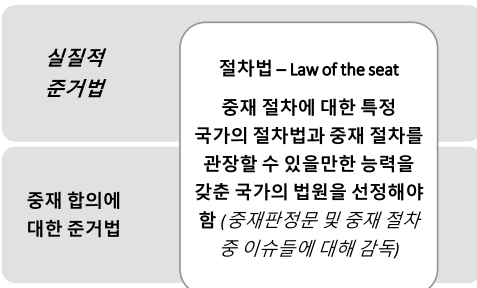 실질적
준거법
중재 합의에
대한 준거법
절차법 – Law of the seat
중재 절차에 대한 특정
국가의 절차법과 중재 절차를
관장할 수 있을만한 능력을
갖춘 국가의 법원을 선정해야
함 (중재판정문 및 중재 절차
중 이슈들에 대해 감독)